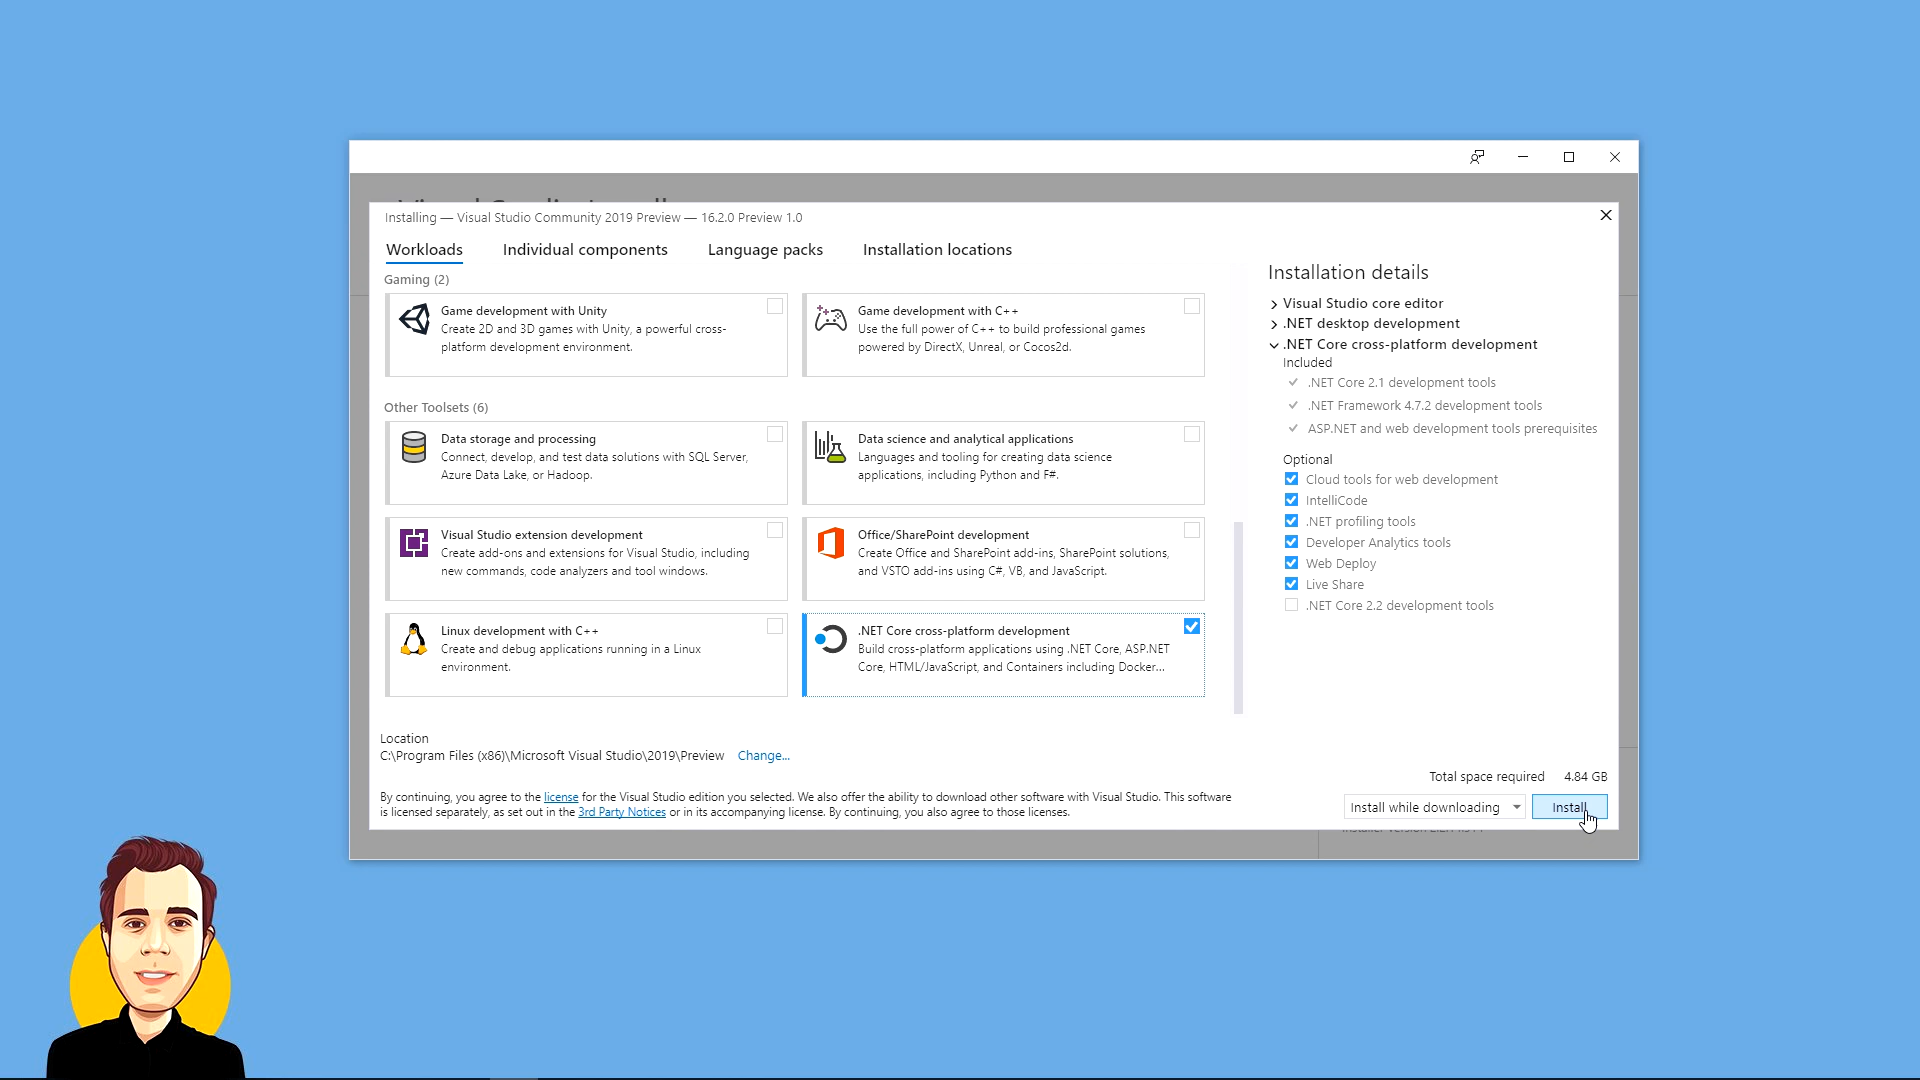 Installing — Visual Studio Community 2019 Preview — 16.2.0 Preview 1.0
Workloads
Individual components
Language packs
Installation locations
Gaming (2)
Game development with Unity
Create 2D and 3D games with Unity, a powerful cross-
platform development environment.
Game development with C++
Use the full power of C++ to build professional games
powered by DirectX, Unreal, or Cocos2d.
Other Toolsets (6)
Data storage and processing
Connect, develop, and test data solutions with SQL Server,
Azure Data Lake, or Hadoop.
Data science and analytical applications
Languages and tooling for creating data science
applications, including Python and F#.
Visual Studio extension development
Create add-ons and extensions for Visual Studio, including
new commands, code analyzers and tool windows.
Office/SharePoint development
Create Office and SharePoint add-ins, SharePoint solutions,
and VSTO add-ins using C#, VB, and JavaScript.
Linux development with C++
Create and debug applications running in a Linux
environment.
.NET Core cross-platform development
Build cross-platform applications using .NET Core, ASP.NET
Core, HTML/JavaScript, and Containers including Docker...
Installation details
Visual Studio core editor
.NET desktop development
.NET Core cross-platform development
Included
.NET Core 2.1 development tools
.NET Framework 4.7.2 development tools
ASP.NET and web development tools prerequisites
Optional
Cloud tools for web development
IntelliCode
.NET profiling tools
Developer Analytics tools
Web Deploy
Live Share
.NET Core 2.2 development tools
Location
C:\Program Files (x86)\Microsoft Visual Studio\2019\Preview Change...
Total space required 4.84 GB
By continuing, you agree to the license for the Visual Studio edition you selected. We also offer the ability to download other software with Visual Studio. This software
is licensed separately, as set out in the 3rd Party Notices or in its accompanying license. By continuing, you also agree to those licenses.
Install while downloading
Install